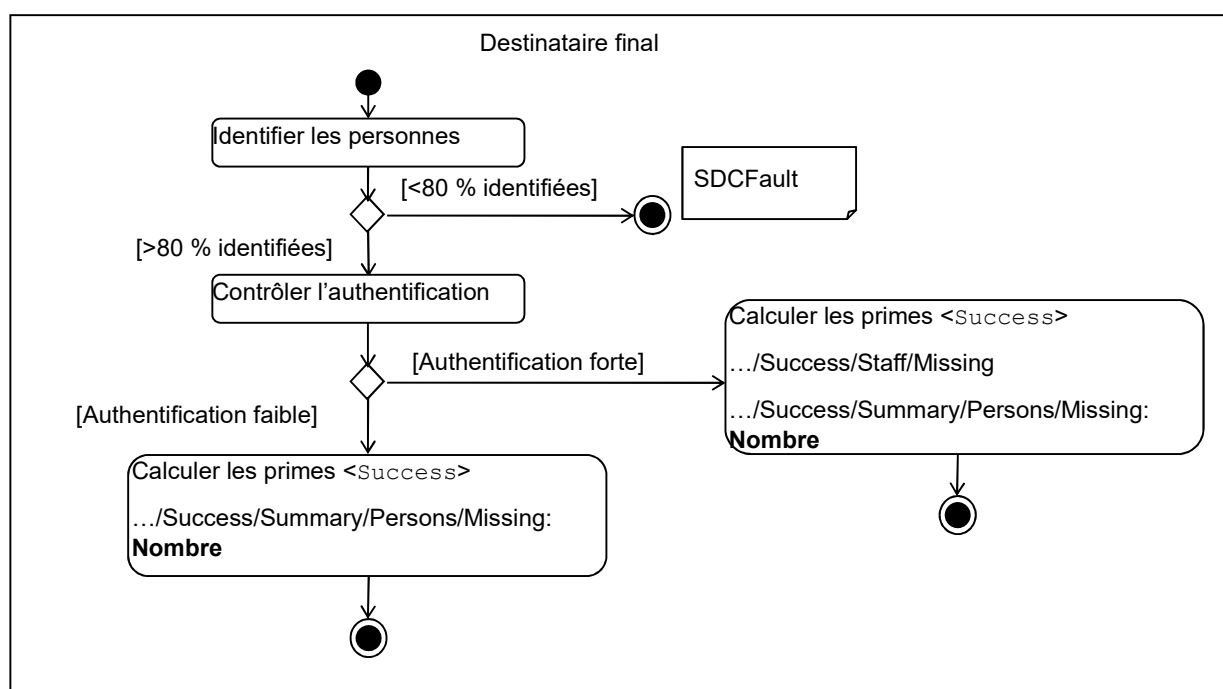 Destinataire final
Identifier les personnes
[<80 % identifiées]
SDCFault
[>80 % identifiées]
Contrôler l’authentification
Calculer les primes <Success>
…/Success/Staff/Missing
…/Success/Summary/Persons/Missing:
Nombre
[Authentification forte]
[Authentification faible]
Calculer les primes <Success>
…/Success/Summary/Persons/Missing:
Nombre